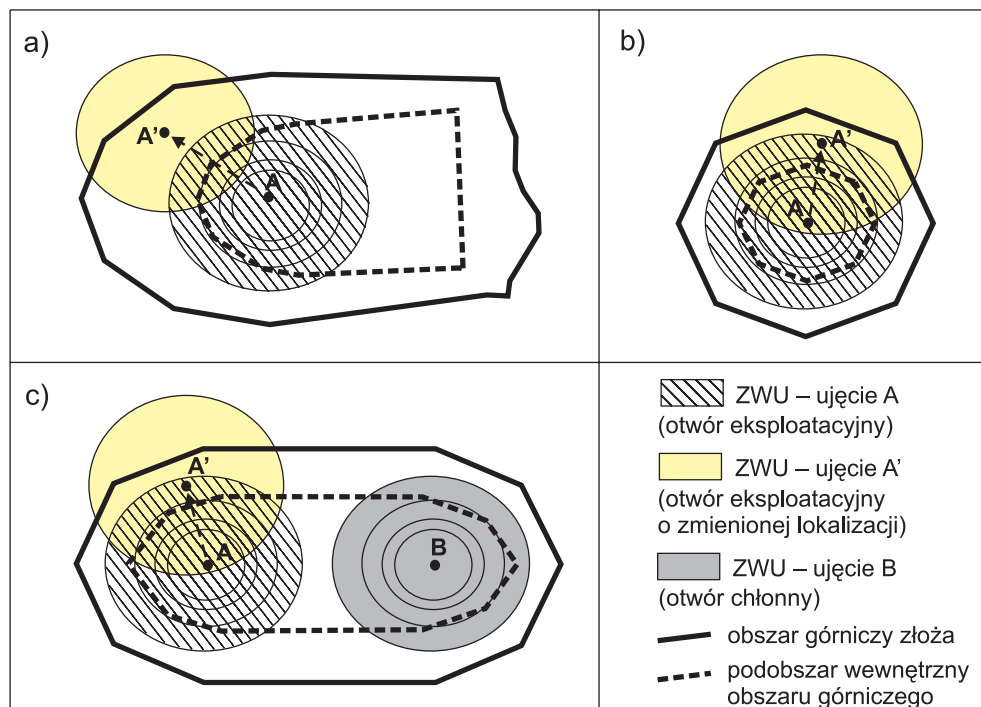 a)
A’
A
b)
A’
A
c)
A’
A
B
ZWU – ujęcie A
(otwór eksploatacyjny)
ZWU – ujęcie A’
(otwór eksploatacyjny
o zmienionej lokalizacji)
ZWU – ujęcie B
(otwór chłonny)
obszar górniczy złoża
podobszar wewnętrzny
obszaru górniczego